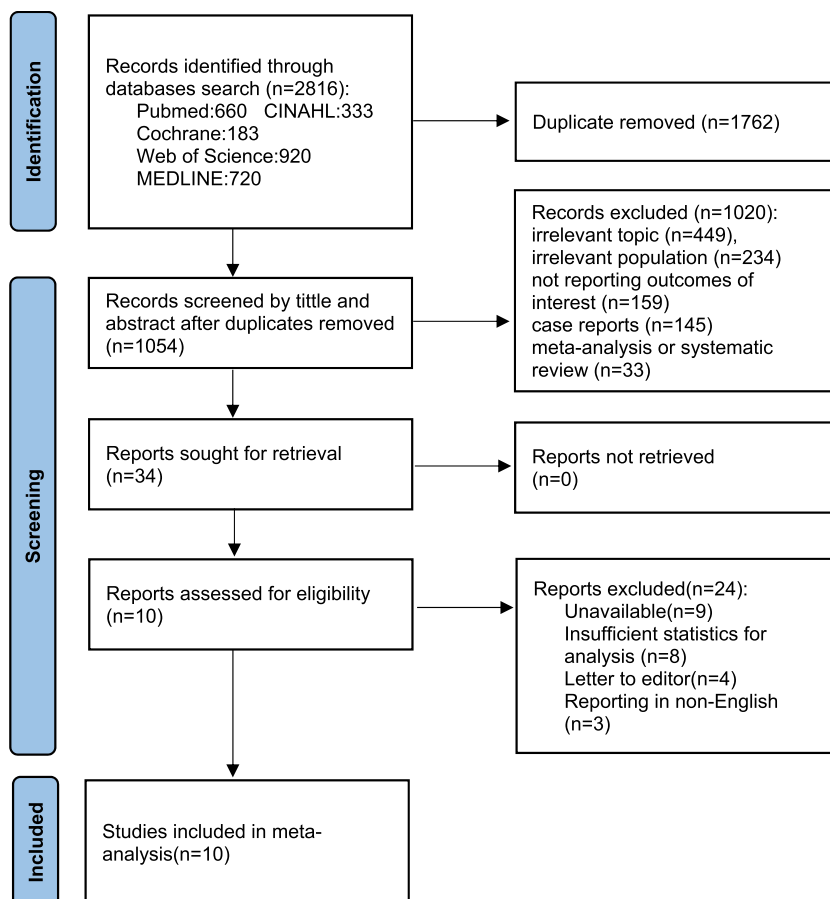 Identification
Records identified through
databases search (n=2816):
Pubmed:660 CINAHL:333
Cochrane:183
Web of Science:920
MEDLINE:720
Duplicate removed (n=1762)
Screening
Records screened by tittle and
abstract after duplicates removed
(n=1054)
Records excluded (n=1020):
irrelevant topic (n=449),
irrelevant population (n=234)
not reporting outcomes of
interest (n=159)
case reports (n=145)
meta-analysis or systematic
review (n=33)
Reports sought for retrieval
(n=34)
Reports not retrieved
(n=0)
Reports assessed for eligibility
(n=10)
Reports excluded(n=24):
Unavailable(n=9)
Insufficient statistics for
analysis (n=8)
Letter to editor(n=4)
Reporting in non-English
(n=3)
Included
Studies included in meta-
analysis(n=10)